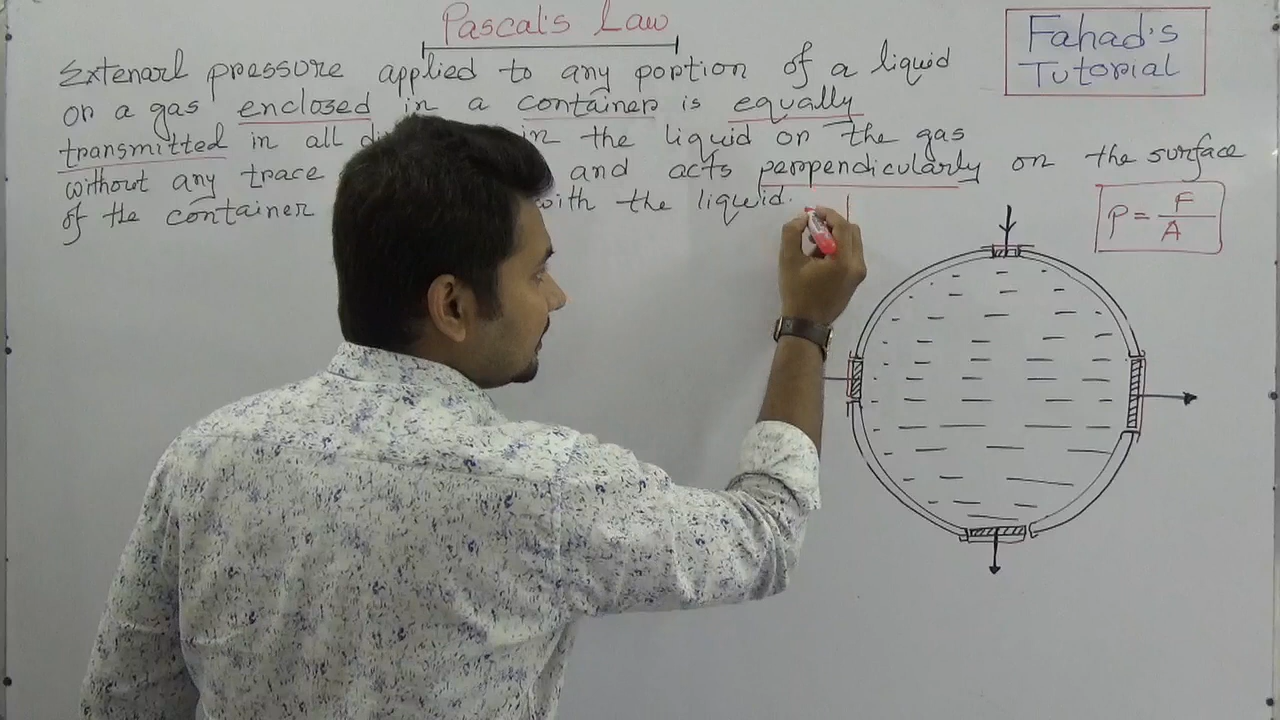 Pascal's Law
Fahad's
Tutorial
Extenarl pressure applied to any portion of a liquid
or a gas enclosed in a container is equally
transmitted in all in the liquid or the gas
without any trace and acts perpendicularly on the surface
of the container with the liquid.
P = F
A